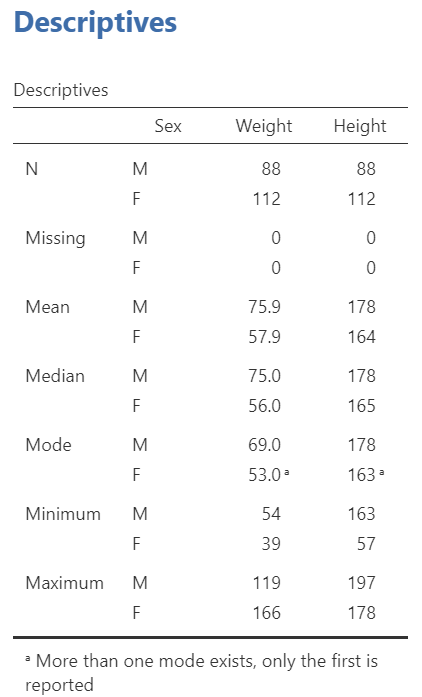 Descriptives
Descriptives
Sex Weight Height
N M 88 88
F 112 112
Missing M 0 0
F 0 0
Mean M 75.9 178
F 57.9 164
Median M 75.0 178
F 56.0 165
Mode M 69.0 178
F 53.0 ᵃ 163 ᵃ
Minimum M 54 163
F 39 57
Maximum M 119 197
F 166 178
ᵃ More than one mode exists, only the first is
reported